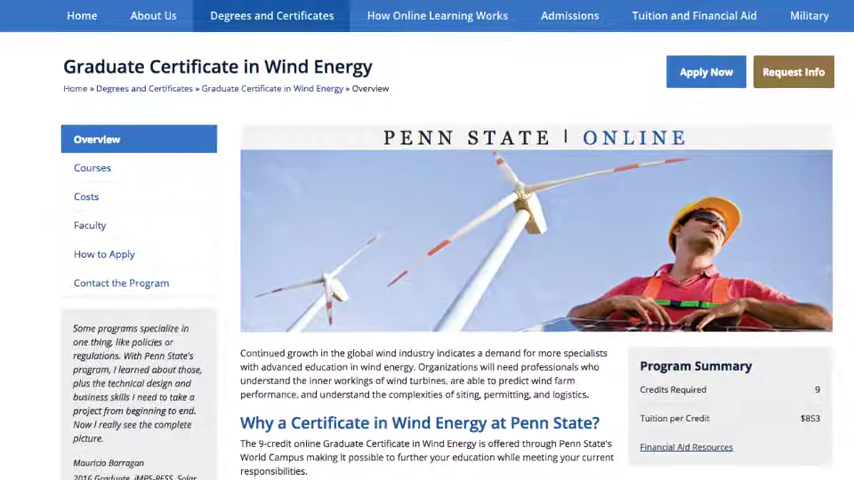 Home About Us Degrees and Certificates How Online Learning Works Admissions Tuition and Financial Aid Military
Graduate Certificate in Wind Energy
Apply Now Request Info
Home » Degrees and Certificates » Graduate Certificate in Wind Energy » Overview
Overview
Courses
Costs
Faculty
How to Apply
Contact the Program
Some programs specialize in
one thing, like policies or
regulations. With Penn State's
program, I learned about those,
plus the technical design and
business skills I need to take a
project from beginning to end.
Now I really see the complete
picture.
Mauricio Barragan
2016 Graduate, iMPS-RESS, Solar
PENN STATE | ONLINE
Continued growth in the global wind industry indicates a demand for more specialists
with advanced education in wind energy. Organizations will need professionals who
understand the inner workings of wind turbines, are able to predict wind farm
performance, and understand the complexities of siting, permitting, and logistics.
Why a Certificate in Wind Energy at Penn State?
The 9-credit online Graduate Certificate in Wind Energy is offered through Penn State's
World Campus making it possible to further your education while meeting your current
responsibilities.
Program Summary
Credits Required 9
Tuition per Credit $853
Financial Aid Resources